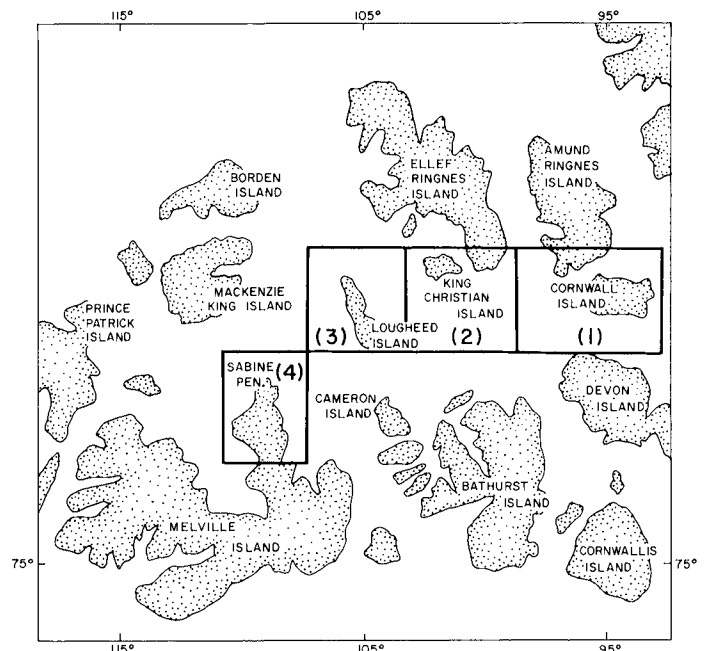 115°
105°
95°
BORDEN
ISLAND
ELLEF
RINGNES
ISLAND
AMUND
RINGNES
ISLAND
MACKENZIE
KING ISLAND
KING
CHRISTIAN
ISLAND
CORNWALL
ISLAND
PRINCE
PATRICK
ISLAND
(3)
LOUGHEED
ISLAND
(2)
(1)
SABINE
PEN.
(4)
CAMERON
ISLAND
DEVON
ISLAND
BATHURST
ISLAND
MELVILLE
ISLAND
CORNWALLIS
ISLAND
75°
75°
115°
105°
95°